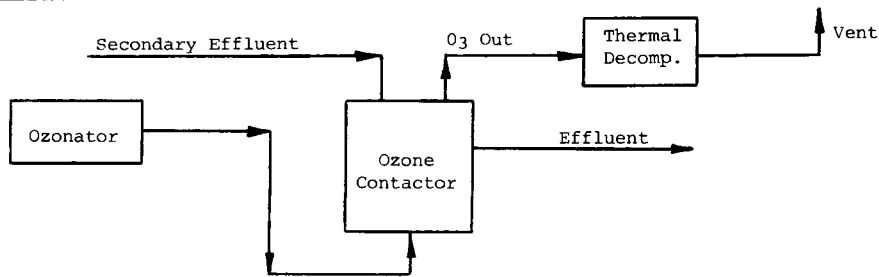 Secondary Effluent
O3 Out
Thermal
Decomp.
Vent
Ozonator
Ozone
Contactor
Effluent